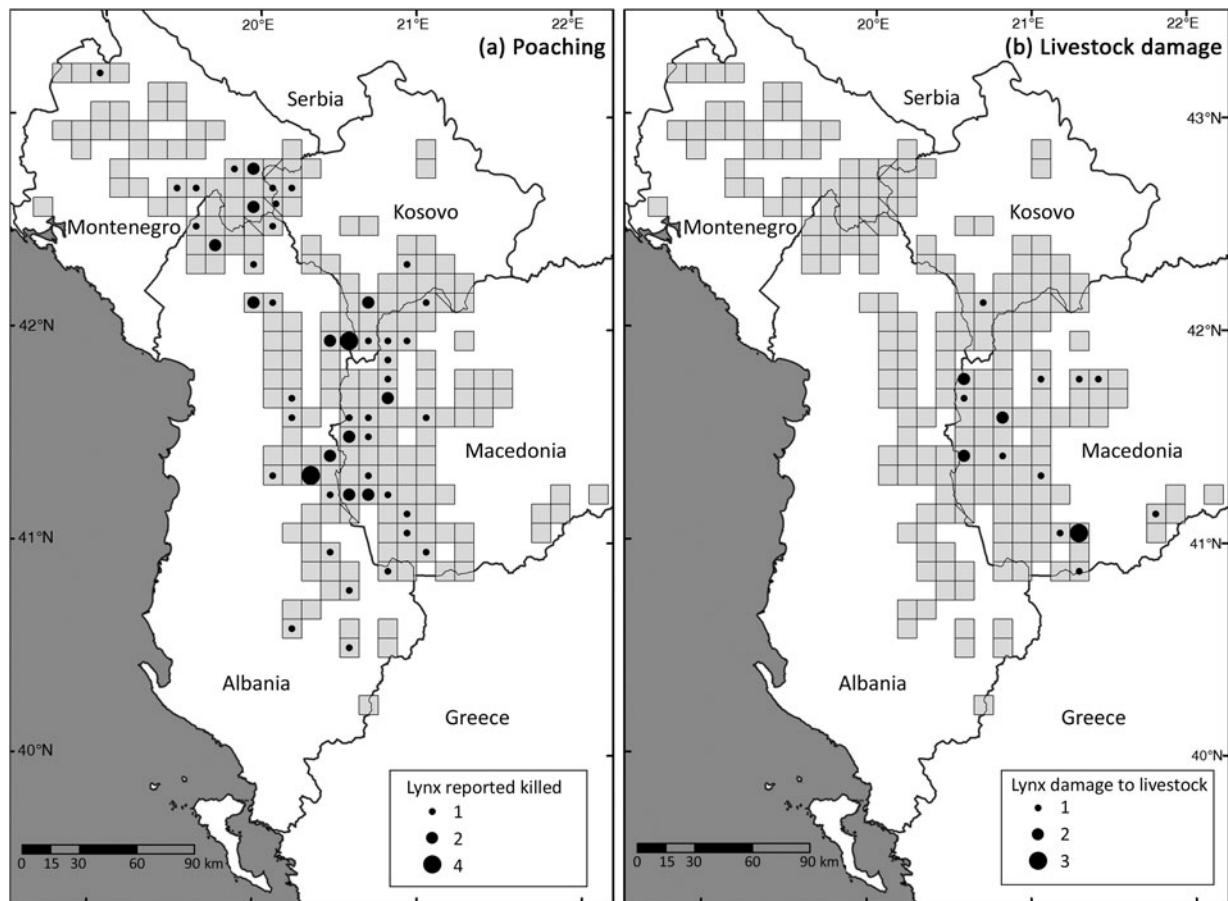 20°E 21°E 22°E
(a) Poaching
Serbia
Kosovo
Montenegro
42°N
Macedonia
41°N
Albania
Greece
40°N
Lynx reported killed
1
2
4
0 15 30 60 90 km
20°E 21°E 22°E
(b) Livestock damage
Serbia
43°N
Kosovo
Montenegro
42°N
Macedonia
41°N
Albania
Greece
40°N
Lynx damage to livestock
1
2
3
0 15 30 60 90 km